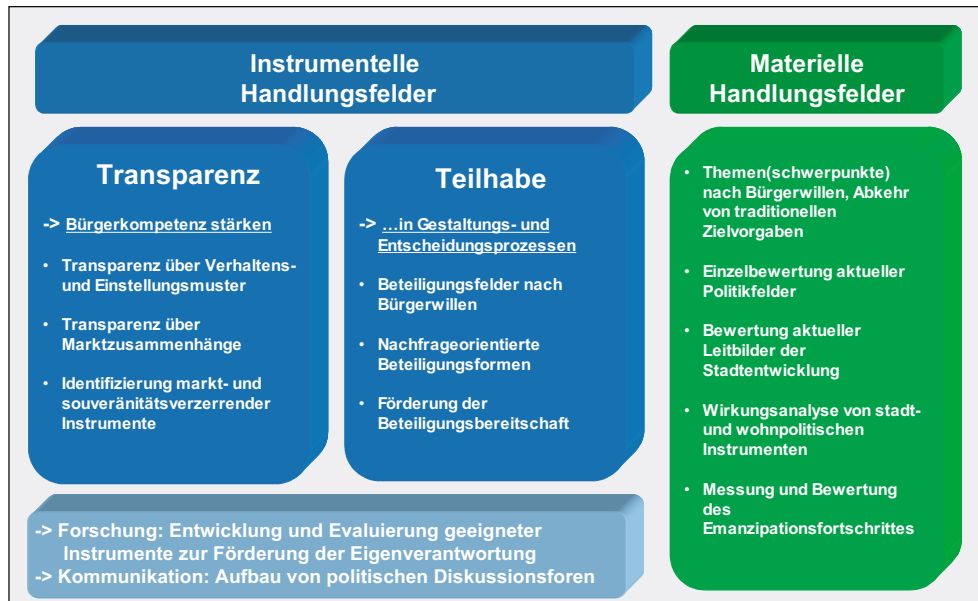 Instrumentelle
Handlungsfelder
Materielle
Handlungsfelder
Transparenz
-> Bürgerkompetenz stärken
• Transparenz über Verhaltens-
und Einstellungsmuster
• Transparenz über
Marktzusammenhänge
• Identifizierung markt- und
souveränitätsverzerrender
Instrumente
Teilhabe
-> …in Gestaltungs- und
Entscheidungsprozessen
• Beteiligungsfelder nach
Bürgerwillen
• Nachfrageorientierte
Beteiligungsformen
• Förderung der
Beteiligungsbereitschaft
• Themen(schwerpunkte)
nach Bürgerwillen, Abkehr
von traditionellen
Zielvorgaben
• Einzelbewertung aktueller
Politikfelder
• Bewertung aktueller
Leitbilder der
Stadtentwicklung
• Wirkungsanalyse von stadt-
und wohnpolitischen
Instrumenten
• Messung und Bewertung
des
Emanzipationsfortschrittes
-> Forschung: Entwicklung und Evaluierung geeigneter
Instrumente zur Förderung der Eigenverantwortung
-> Kommunikation: Aufbau von politischen Diskussionsforen